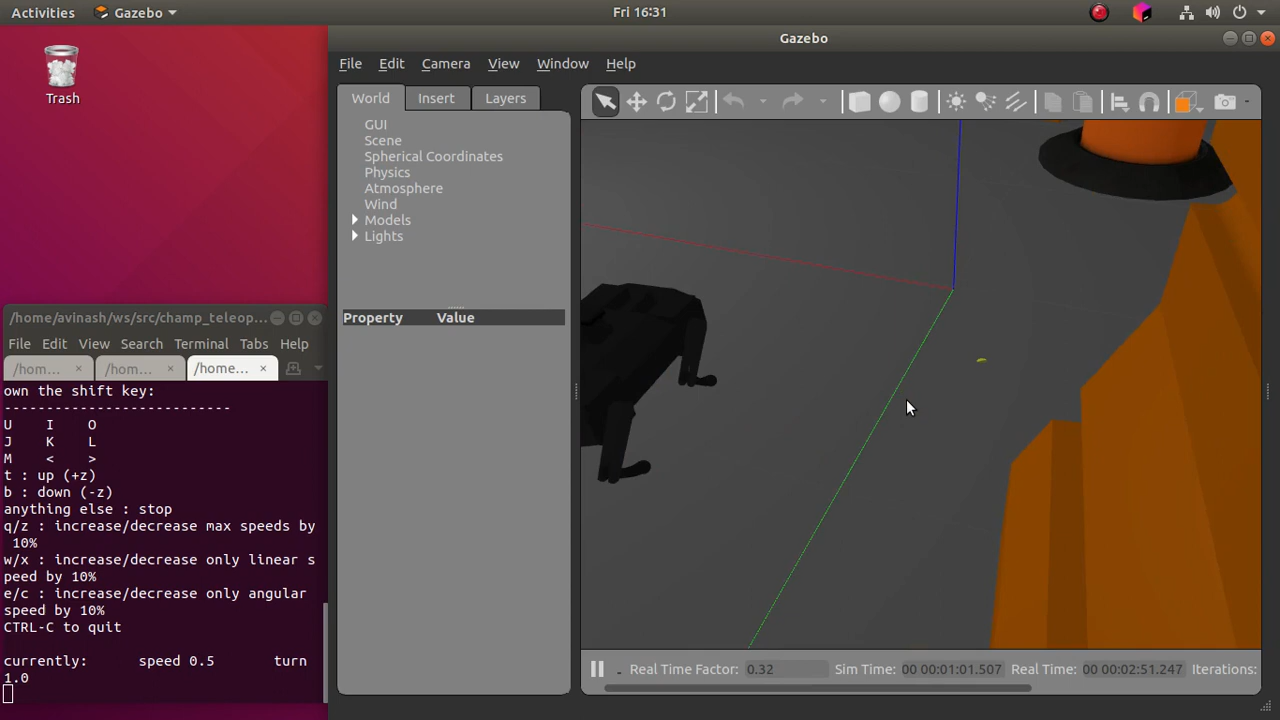 Activities Gazebo Fri 16:31
Trash
Gazebo
File Edit Camera View Window Help
World Insert Layers
GUI
Scene
Spherical Coordinates
Physics
Atmosphere
Wind
Models
Lights
Property Value
Real Time Factor: 0.32 Sim Time: 00 00:01:01.507 Real Time: 00 00:02:51.247 Iterations:
/home/avinash/ws/src/champ_teleop...
File Edit View Search Terminal Tabs Help
/hom... × /hom... × /home... ×
own the shift key:
---------------------------
U I O
J K L
M < >
t : up (+z)
b : down (-z)
anything else : stop
q/z : increase/decrease max speeds by
10%
w/x : increase/decrease only linear s
peed by 10%
e/c : increase/decrease only angular
speed by 10%
CTRL-C to quit
currently: speed 0.5 turn
1.0